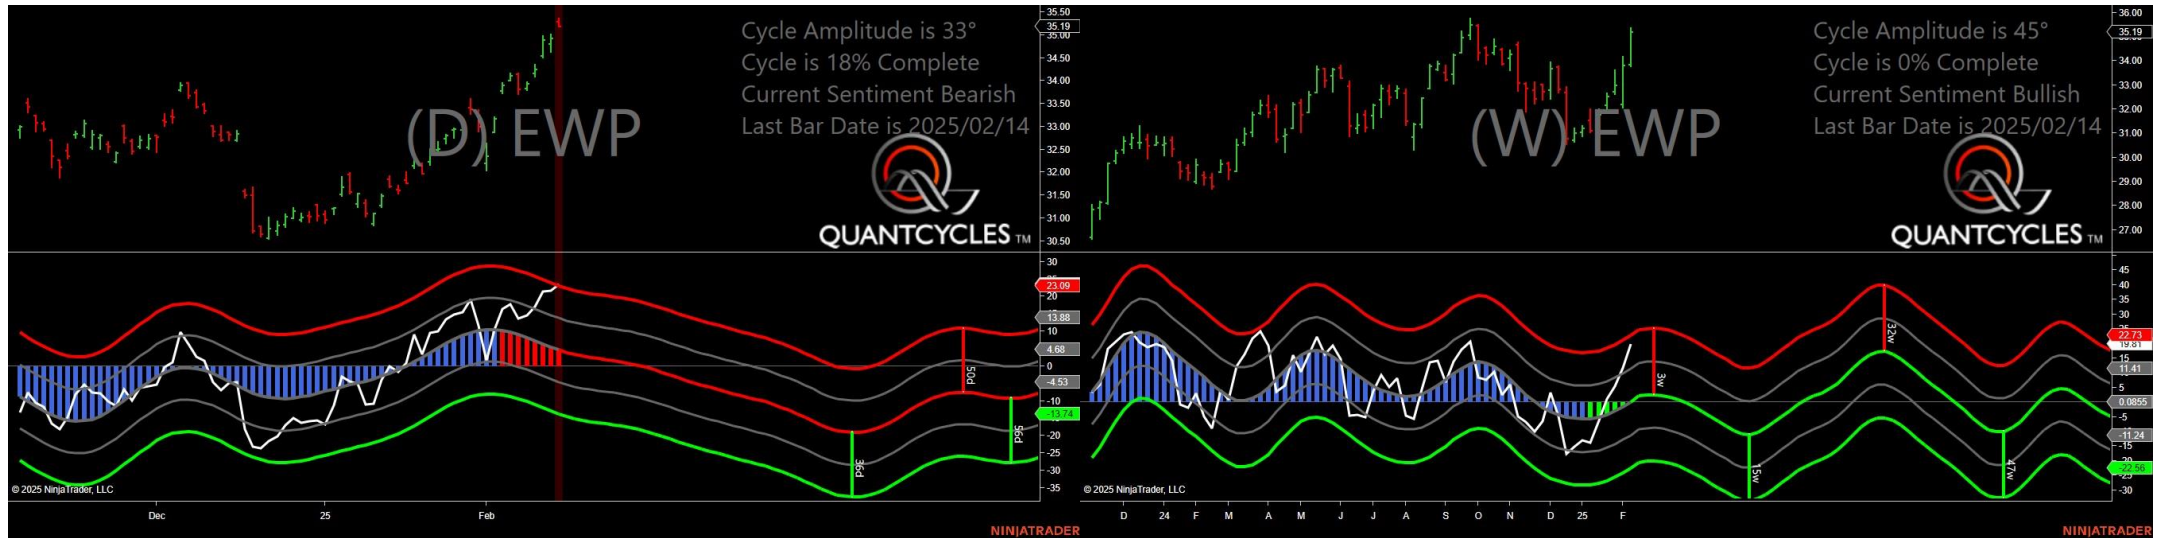 Cycle Amplitude is 33°
Cycle is 18% Complete
Current Sentiment Bearish
Last Bar Date is 2025/02/14
(D) EWP
QUANTCYCLES TM
35.50
35.19
35.00
34.50
34.00
33.50
33.00
32.50
32.00
31.50
31.00
30.50
30
23.09
20
13.88
10
4.68
0
-4.53
-10
-13.74
-20
-25
-30
-35
50d
56d
36d
© 2025 NinjaTrader, LLC
Dec
25
Feb
NINJATRADER
Cycle Amplitude is 45°
Cycle is 0% Complete
Current Sentiment Bullish
Last Bar Date is 2025/02/14
(W) EWP
QUANTCYCLES TM
36.00
35.19
34.00
33.00
32.00
31.00
30.00
29.00
28.00
27.00
45
40
35
30
22.73
19.81
15
11.41
5
0.0855
-5
-11.24
-15
-22.56
-30
3w
32w
15w
47w
© 2025 NinjaTrader, LLC
D
24
F
M
A
M
J
J
A
S
O
N
D
25
F
NINJATRADER